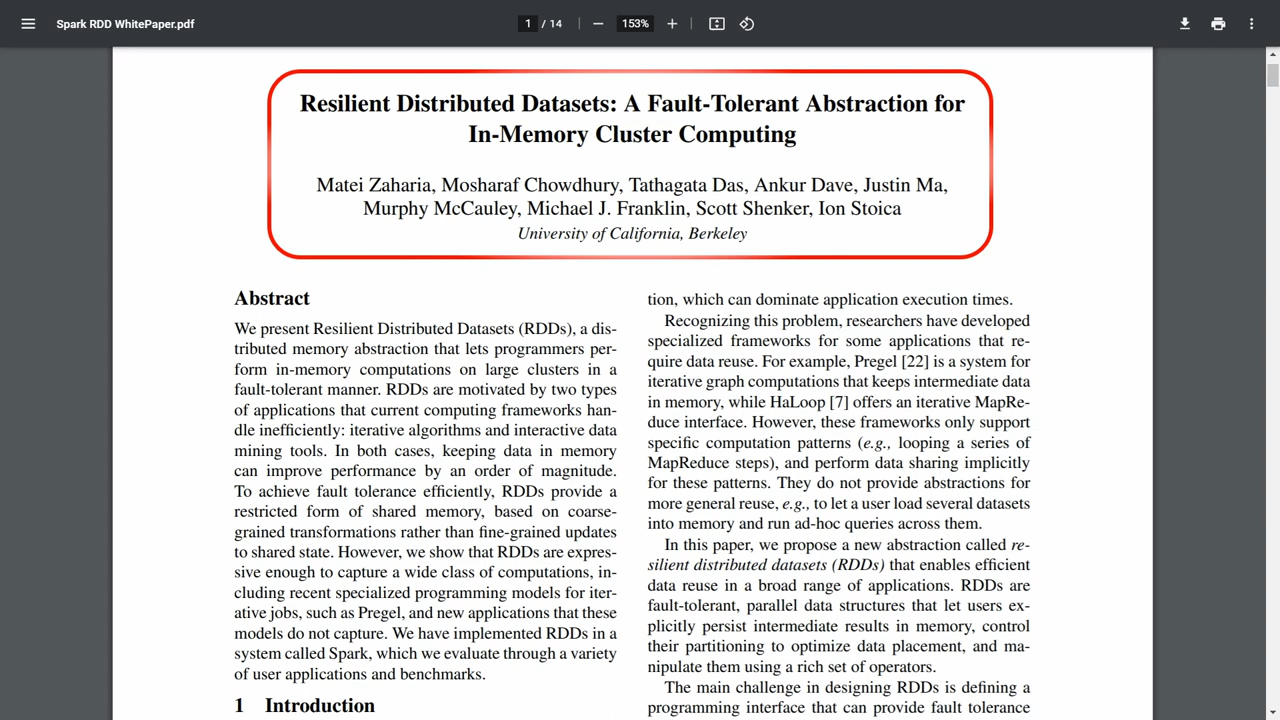 Spark RDD WhitePaper.pdf
1 / 14
153%
Resilient Distributed Datasets: A Fault-Tolerant Abstraction for
In-Memory Cluster Computing
Matei Zaharia, Mosharaf Chowdhury, Tathagata Das, Ankur Dave, Justin Ma,
Murphy McCauley, Michael J. Franklin, Scott Shenker, Ion Stoica
University of California, Berkeley
Abstract
We present Resilient Distributed Datasets (RDDs), a dis-
tributed memory abstraction that lets programmers per-
form in-memory computations on large clusters in a
fault-tolerant manner. RDDs are motivated by two types
of applications that current computing frameworks han-
dle inefficiently: iterative algorithms and interactive data
mining tools. In both cases, keeping data in memory
can improve performance by an order of magnitude.
To achieve fault tolerance efficiently, RDDs provide a
restricted form of shared memory, based on coarse-
grained transformations rather than fine-grained updates
to shared state. However, we show that RDDs are expres-
sive enough to capture a wide class of computations, in-
cluding recent specialized programming models for iter-
ative jobs, such as Pregel, and new applications that these
models do not capture. We have implemented RDDs in a
system called Spark, which we evaluate through a variety
of user applications and benchmarks.
1 Introduction
tion, which can dominate application execution times.
Recognizing this problem, researchers have developed
specialized frameworks for some applications that re-
quire data reuse. For example, Pregel [22] is a system for
iterative graph computations that keeps intermediate data
in memory, while HaLoop [7] offers an iterative MapRe-
duce interface. However, these frameworks only support
specific computation patterns (e.g., looping a series of
MapReduce steps), and perform data sharing implicitly
for these patterns. They do not provide abstractions for
more general reuse, e.g., to let a user load several datasets
into memory and run ad-hoc queries across them.
In this paper, we propose a new abstraction called re-
silient distributed datasets (RDDs) that enables efficient
data reuse in a broad range of applications. RDDs are
fault-tolerant, parallel data structures that let users ex-
plicitly persist intermediate results in memory, control
their partitioning to optimize data placement, and ma-
nipulate them using a rich set of operators.
The main challenge in designing RDDs is defining a
programming interface that can provide fault tolerance